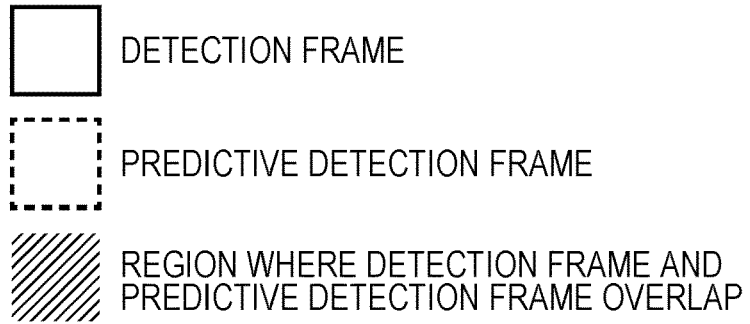 DETECTION FRAME
PREDICTIVE DETECTION FRAME
REGION WHERE DETECTION FRAME AND
PREDICTIVE DETECTION FRAME OVERLAP